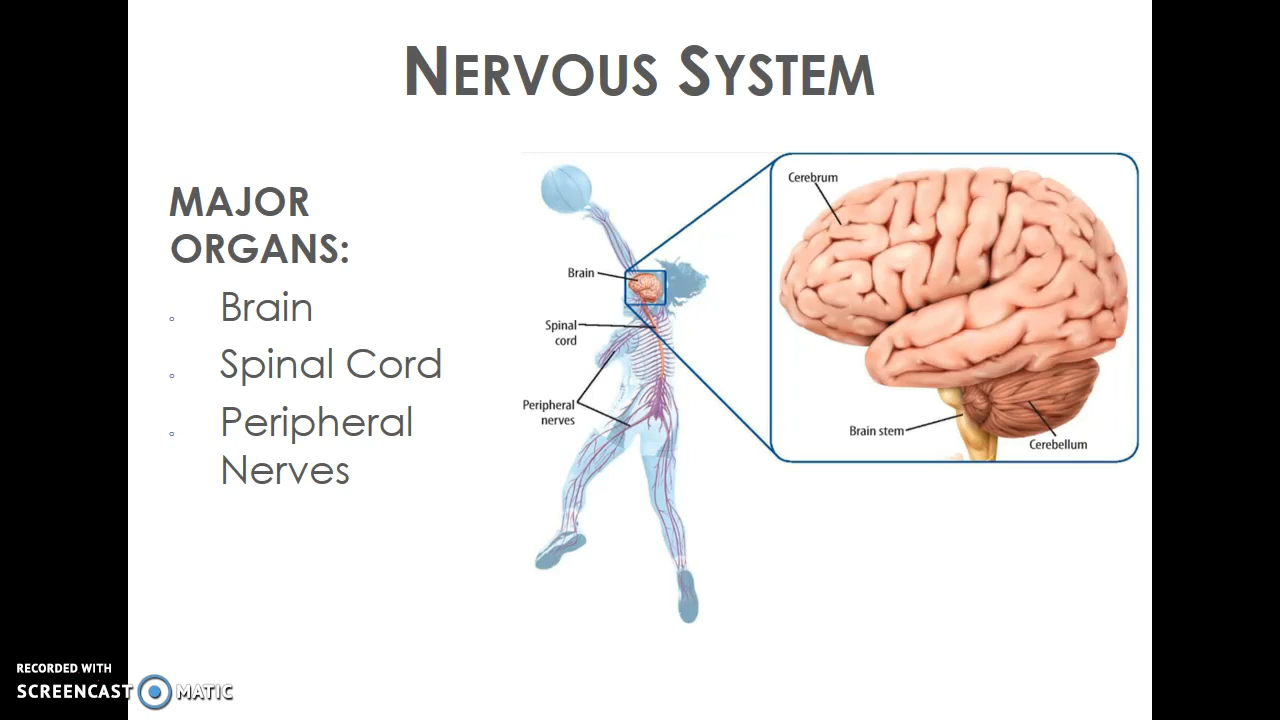 NERVOUS SYSTEM
MAJOR
ORGANS:
Brain
Spinal Cord
Peripheral
Nerves
Brain
Spinal
cord
Peripheral
nerves
Cerebrum
Brain stem
Cerebellum
RECORDED WITH
SCREENCAST MATIC